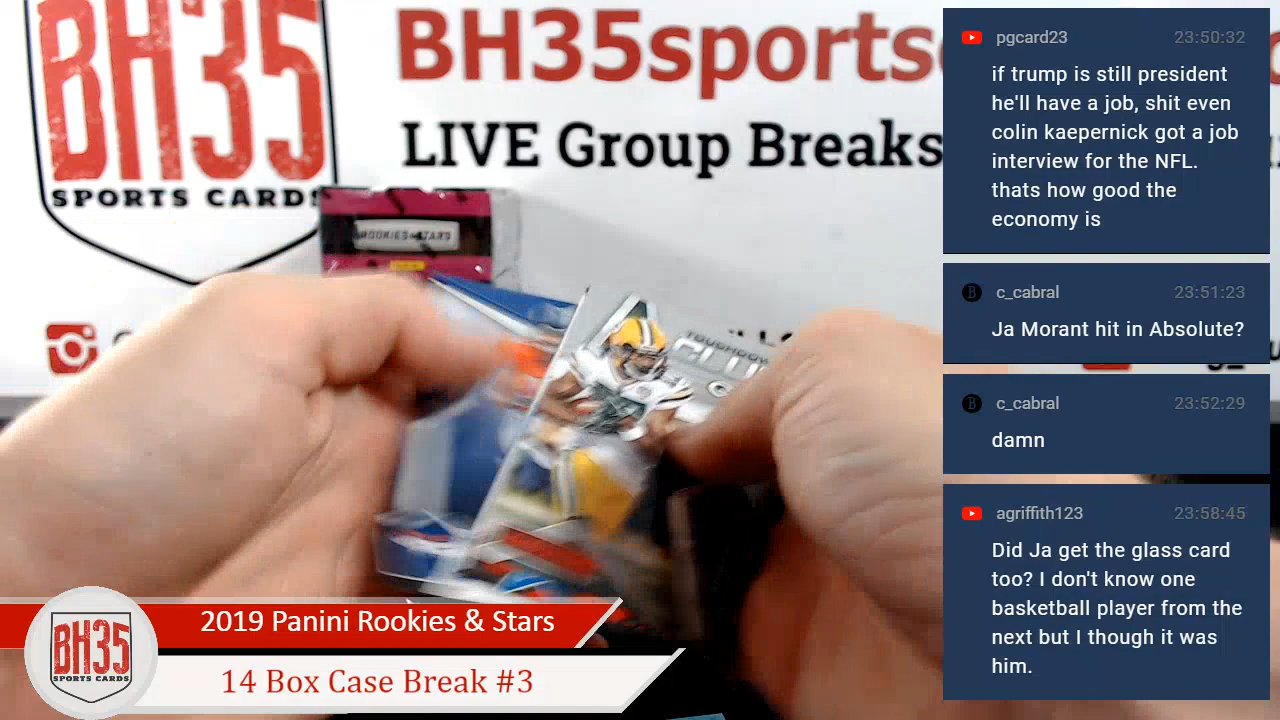 BH35
SPORTS CARDS
BH35sports
LIVE Group Breaks
ROOKIES & STARS
TOUCHDOWN
CLU
2019 Panini Rookies & Stars
14 Box Case Break #3
BH35
SPORTS CARDS
pgcard23 23:50:32
if trump is still president
he'll have a job, shit even
colin kaepernick got a job
interview for the NFL.
thats how good the
economy is
c_cabral 23:51:23
Ja Morant hit in Absolute?
c_cabral 23:52:29
damn
agriffith123 23:58:45
Did Ja get the glass card
too? I don't know one
basketball player from the
next but I though it was
him.